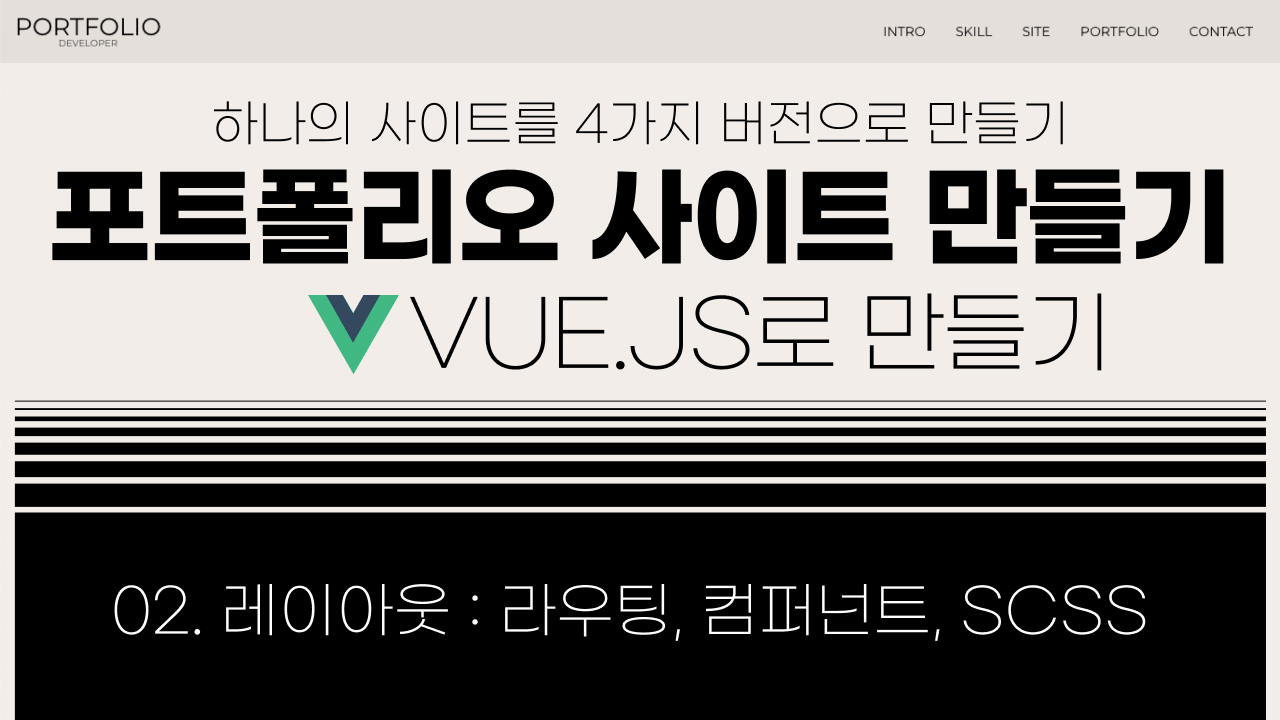 PORTFOLIO
DEVELOPER
INTRO SKILL SITE PORTFOLIO CONTACT
하나의 사이트를 4가지 버전으로 만들기
포트폴리오 사이트 만들기
VUE.JS로 만들기
02. 레이아웃 : 라우팅, 컴퍼넌트, SCSS